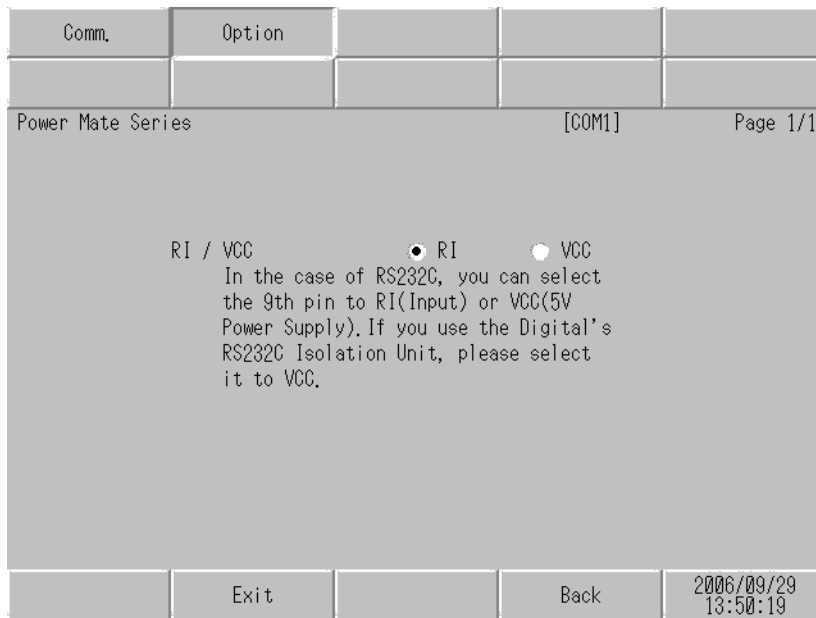 Comm. Option
Power Mate Series [COM1] Page 1/1
RI / VCC RI VCC
In the case of RS232C, you can select
the 9th pin to RI(Input) or VCC(5V
Power Supply).If you use the Digital's
RS232C Isolation Unit, please select
it to VCC.
Exit Back 2006/09/29
13:50:19